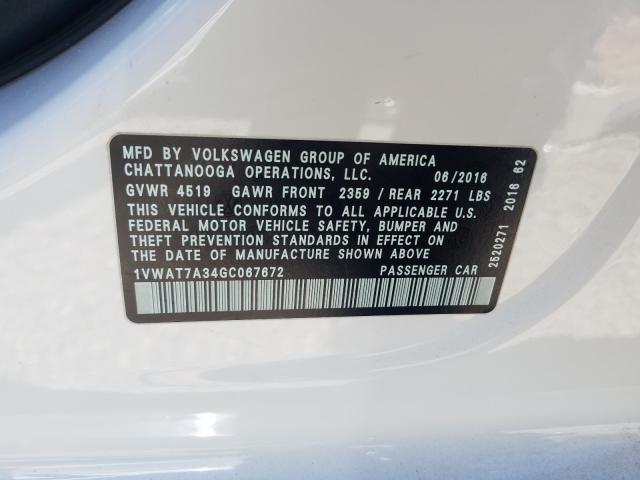 MFD BY VOLKSWAGEN GROUP OF AMERICA
CHATTANOOGA OPERATIONS, LLC. 06/2016
GVWR 4519 GAWR FRONT 2359 / REAR 2271 LBS
THIS VEHICLE CONFORMS TO ALL APPLICABLE U.S.
FEDERAL MOTOR VEHICLE SAFETY, BUMPER AND
THEFT PREVENTION STANDARDS IN EFFECT ON
THE DATE OF MANUFACTURE SHOWN ABOVE
1VWAT7A34GC067672 PASSENGER CAR
2520271 2016 62